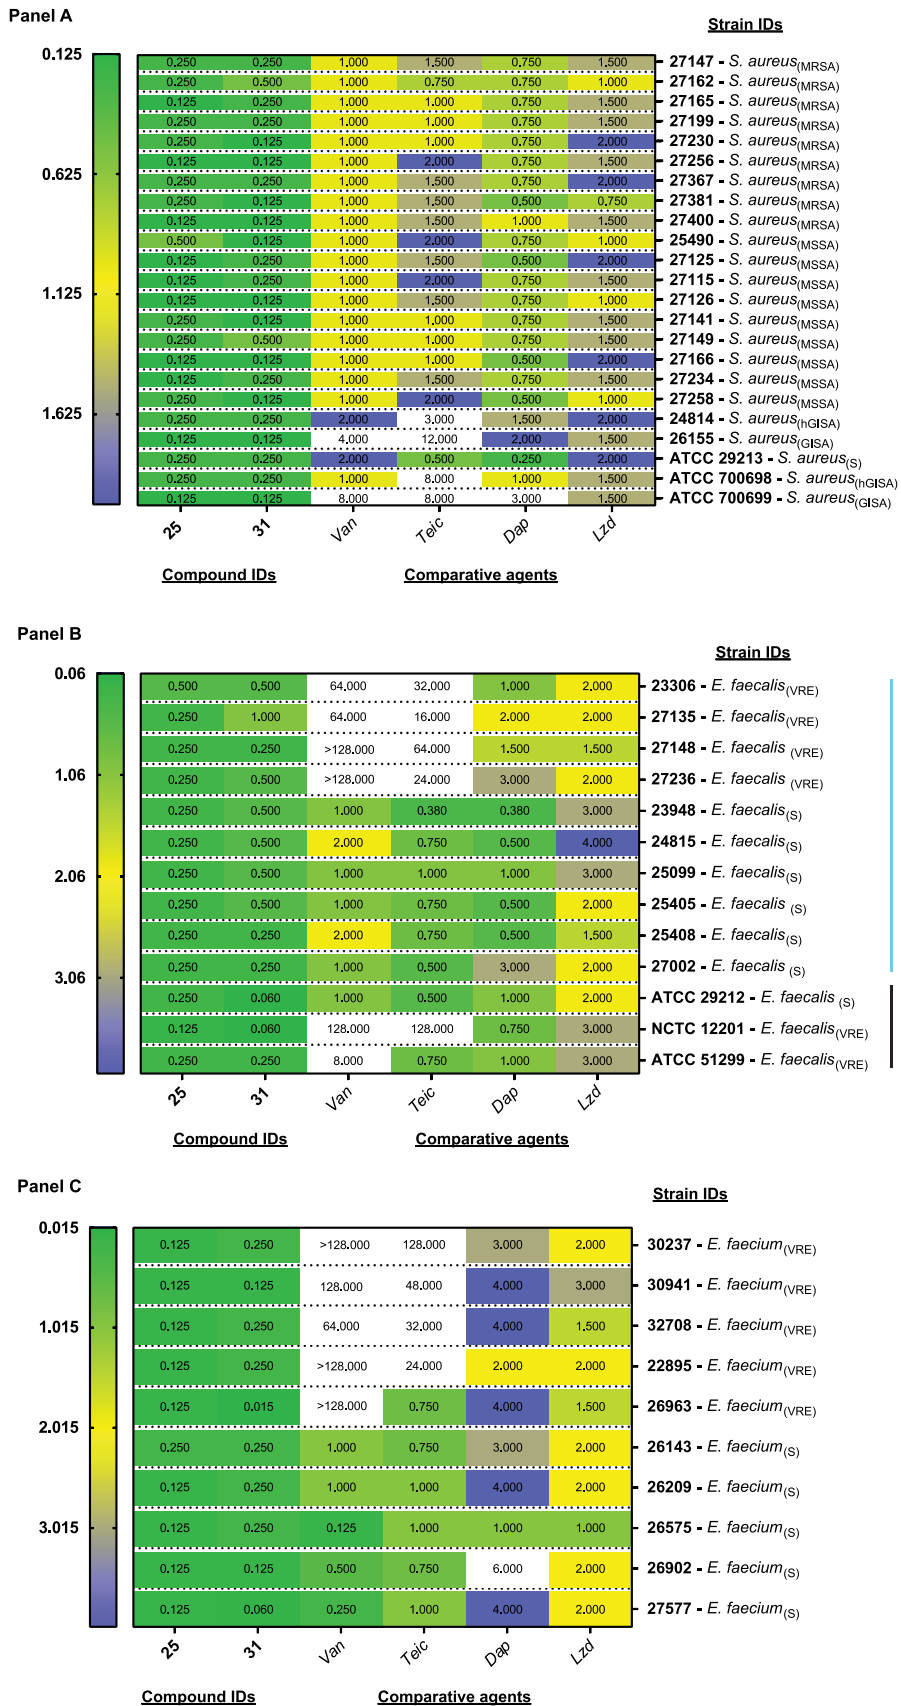 Panel A
Strain IDs
0.125
0.625
1.125
1.625
0.250 0.250 1.000 1.500 0.750 1.500 27147 - S. aureus(MRSA)
0.250 0.500 1.000 0.750 0.750 1.000 27162 - S. aureus(MRSA)
0.125 0.250 1.000 1.000 0.750 1.500 27165 - S. aureus(MRSA)
0.250 0.125 1.000 1.000 0.750 1.500 27199 - S. aureus(MRSA)
0.250 0.125 1.000 1.000 0.750 2.000 27230 - S. aureus(MRSA)
0.125 0.125 1.000 2.000 0.750 1.500 27256 - S. aureus(MRSA)
0.250 0.250 1.000 1.500 0.750 2.000 27367 - S. aureus(MRSA)
0.250 0.125 1.000 1.500 0.500 0.750 27381 - S. aureus(MRSA)
0.125 0.125 1.000 1.500 1.000 1.500 27400 - S. aureus(MRSA)
0.500 0.125 1.000 2.000 0.750 1.000 25490 - S. aureus(MSSA)
0.250 0.125 1.000 1.500 0.500 2.000 27125 - S. aureus(MSSA)
0.125 0.250 1.000 2.000 0.750 1.500 27115 - S. aureus(MSSA)
0.125 0.125 1.000 1.500 0.750 1.000 27126 - S. aureus(MSSA)
0.250 0.125 1.000 1.000 0.750 1.500 27141 - S. aureus(MSSA)
0.250 0.500 1.000 1.000 0.750 1.500 27149 - S. aureus(MSSA)
0.125 0.125 1.000 1.000 0.500 2.000 27166 - S. aureus(MSSA)
0.125 0.250 1.000 1.500 0.750 1.500 27234 - S. aureus(MSSA)
0.250 0.125 1.000 2.000 0.500 1.000 27258 - S. aureus(MSSA)
0.250 0.250 2.000 3.000 1.500 2.000 24814 - S. aureus(hGISA)
0.125 0.125 4.000 12.000 2.000 1.500 26155 - S. aureus(GISA)
0.250 0.250 2.000 0.500 0.250 2.000 ATCC 29213 - S. aureus(S)
0.250 0.250 1.000 8.000 1.000 1.500 ATCC 700698 - S. aureus(hGISA)
0.125 0.125 8.000 8.000 3.000 1.500 ATCC 700699 - S. aureus(GISA)
25 31 Van Teic Dap Lzd
Compound IDs Comparative agents
Panel B
Strain IDs
0.06
1.06
2.06
3.06
0.500 0.500 64.000 32.000 1.000 2.000 23306 - E. faecalis(VRE)
0.250 1.000 64.000 16.000 2.000 2.000 27135 - E. faecalis(VRE)
0.250 0.250 >128.000 64.000 1.500 1.500 27148 - E. faecalis (VRE)
0.250 0.500 >128.000 24.000 3.000 2.000 27236 - E. faecalis (VRE)
0.250 0.500 1.000 0.380 0.380 3.000 23948 - E. faecalis(S)
0.250 0.500 2.000 0.750 0.500 4.000 24815 - E. faecalis(S)
0.250 0.500 1.000 1.000 1.000 3.000 25099 - E. faecalis(S)
0.250 0.500 1.000 0.750 0.500 2.000 25405 - E. faecalis (S)
0.250 0.250 2.000 0.750 0.500 1.500 25408 - E. faecalis(S)
0.250 0.250 1.000 0.500 3.000 2.000 27002 - E. faecalis (S)
0.250 0.060 1.000 0.500 1.000 2.000 ATCC 29212 - E. faecalis (S)
0.125 0.060 128.000 128.000 0.750 3.000 NCTC 12201 - E. faecalis(VRE)
0.250 0.250 8.000 0.750 1.000 3.000 ATCC 51299 - E. faecalis(VRE)
25 31 Van Teic Dap Lzd
Compound IDs Comparative agents
Panel C
Strain IDs
0.015
1.015
2.015
3.015
0.125 0.250 >128.000 128.000 3.000 2.000 30237 - E. faecium(VRE)
0.125 0.125 128.000 48.000 4.000 3.000 30941 - E. faecium(VRE)
0.125 0.250 64.000 32.000 4.000 1.500 32708 - E. faecium(VRE)
0.125 0.250 >128.000 24.000 2.000 2.000 22895 - E. faecium(VRE)
0.125 0.015 >128.000 0.750 4.000 1.500 26963 - E. faecium(VRE)
0.250 0.250 1.000 0.750 3.000 2.000 26143 - E. faecium(S)
0.125 0.250 1.000 1.000 4.000 2.000 26209 - E. faecium(S)
0.125 0.250 0.125 1.000 1.000 1.000 26575 - E. faecium(S)
0.125 0.125 0.500 0.750 6.000 2.000 26902 - E. faecium(S)
0.125 0.060 0.250 1.000 4.000 2.000 27577 - E. faecium(S)
25 31 Van Teic Dap Lzd
Compound IDs Comparative agents